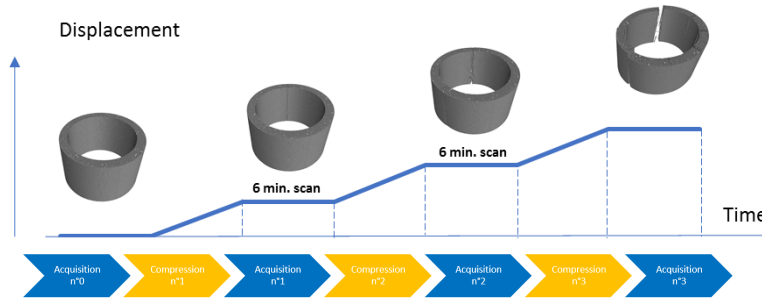 Displacement
6 min. scan
6 min. scan
Time
Acquisition
n°0
Compression
n°1
Acquisition
n°1
Compression
n°2
Acquisition
n°2
Compression
n°3
Acquisition
n°3